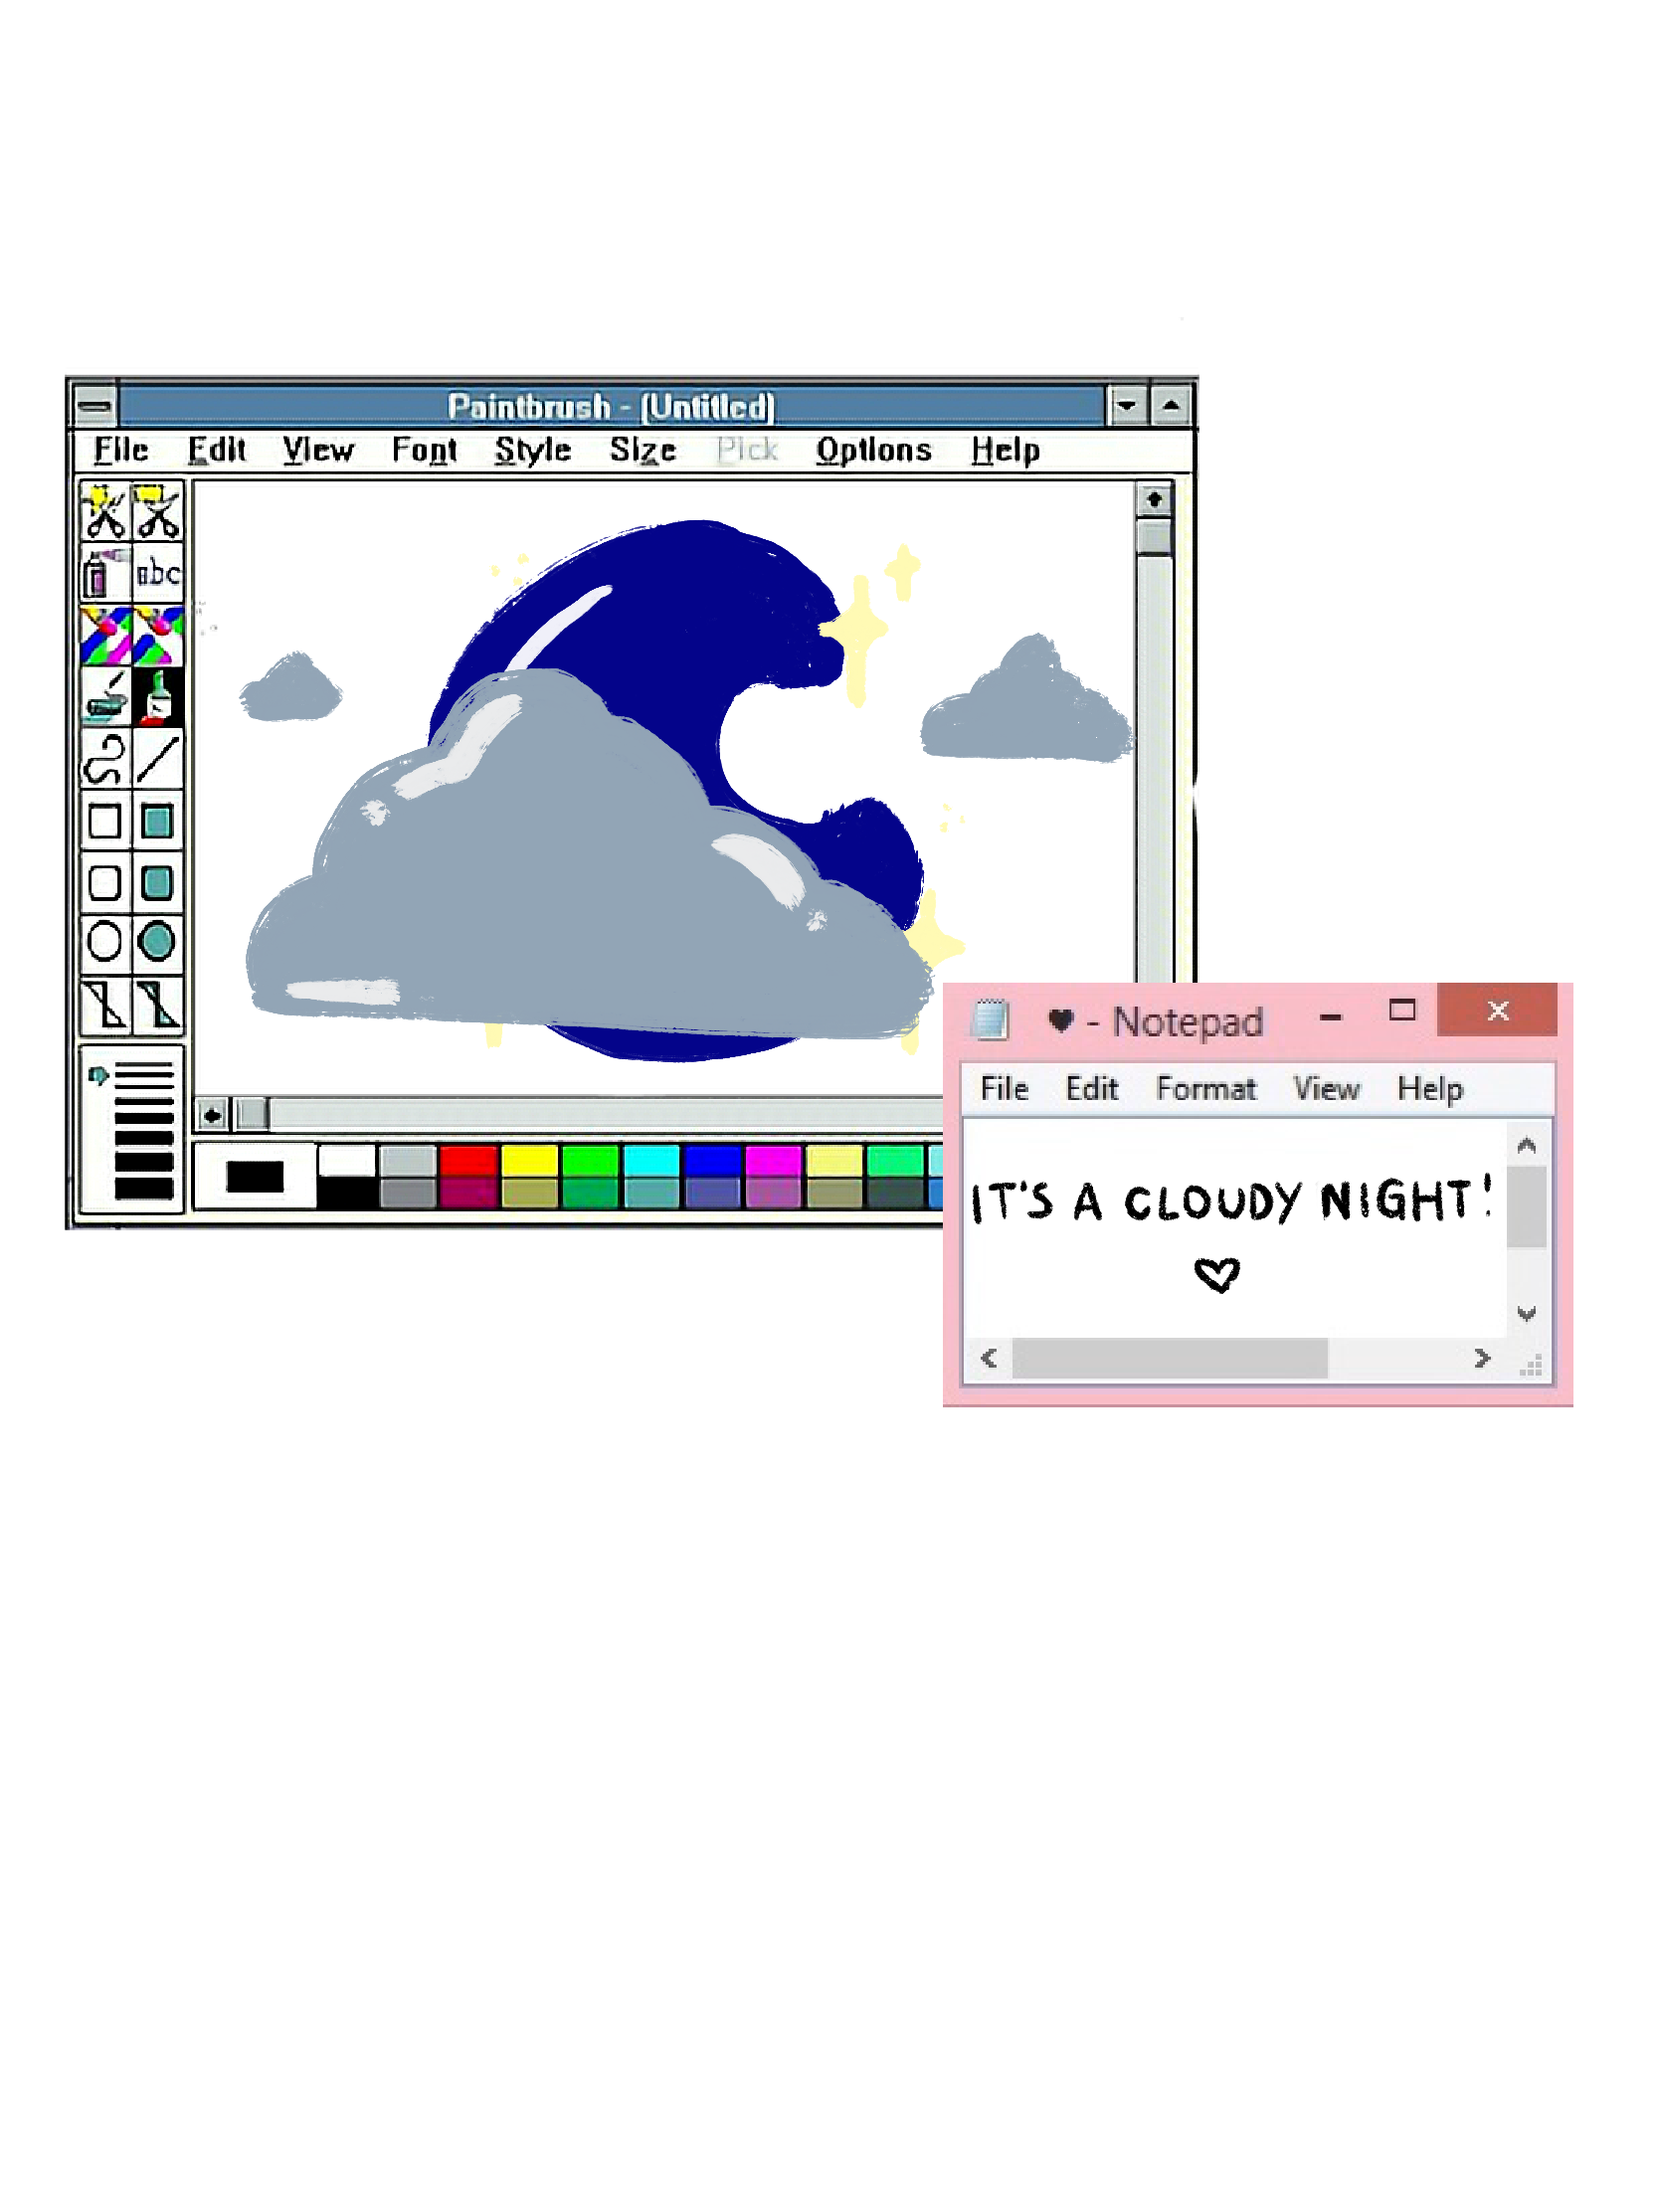 Paintbrush - (Untitled)
File Edit View Font Style Size Pick Options Help
abc
♥ - Notepad
File Edit Format View Help
IT'S A CLOUDY NIGHT!
♡